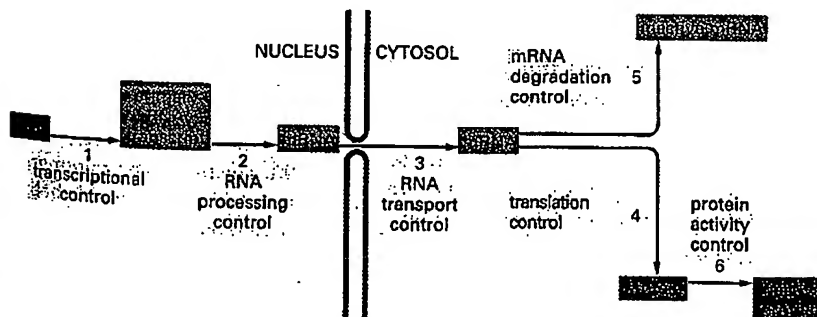 NUCLEUS
CYTOSOL
mRNA
degradation
control
5
1
transcriptional
control
2
RNA
processing
control
3
RNA
transport
control
translation
control
4
protein
activity
control
6